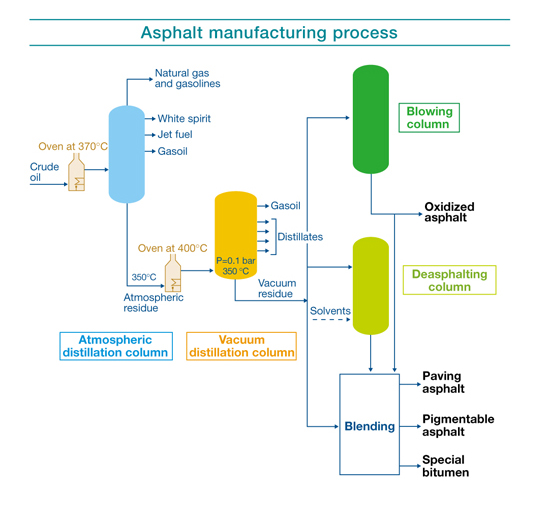 Asphalt manufacturing process
Natural gas
and gasolines
White spirit
Jet fuel
Gasoil
Oven at 370°C
Crude
oil
350°C
Atmospheric
residue
Oven at 400°C
P=0.1 bar
350 °C
Gasoil
Distillates
Vacuum
residue
Solvents
Blowing
column
Oxidized
asphalt
Deasphalting
column
Atmospheric
distillation column
Vacuum
distillation column
Blending
Paving
asphalt
Pigmentable
asphalt
Special
bitumen